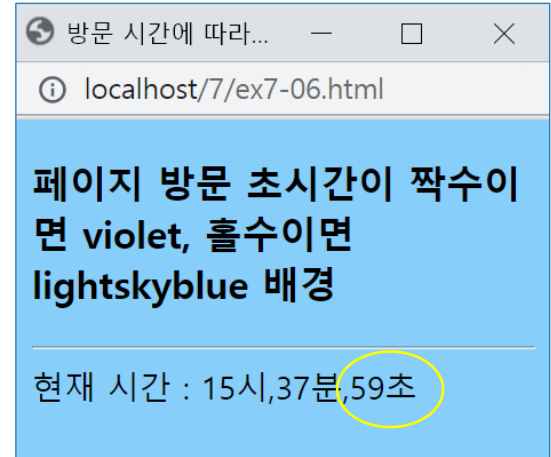 방문 시간에 따라...
localhost/7/ex7-06.html
페이지 방문 초시간이 짝수이
면 violet, 홀수이면
lightskyblue 배경
현재 시간 : 15시,37분,59초